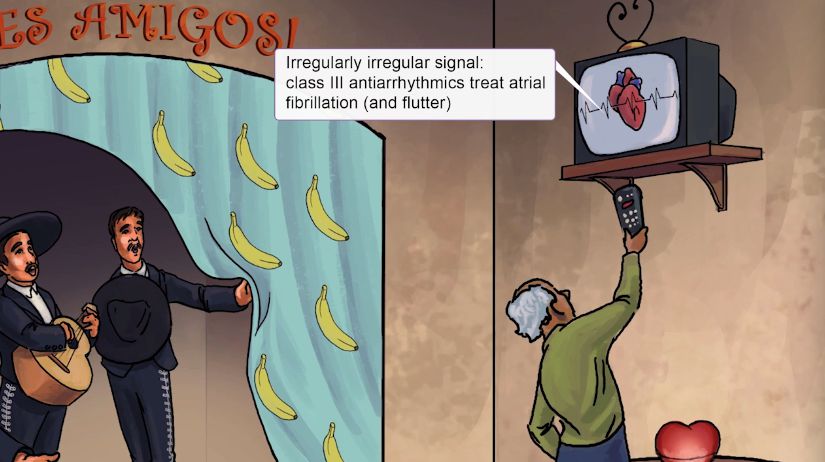 ES AMIGOS!
Irregularly irregular signal:
class III antiarrhythmics treat atrial
fibrillation (and flutter)